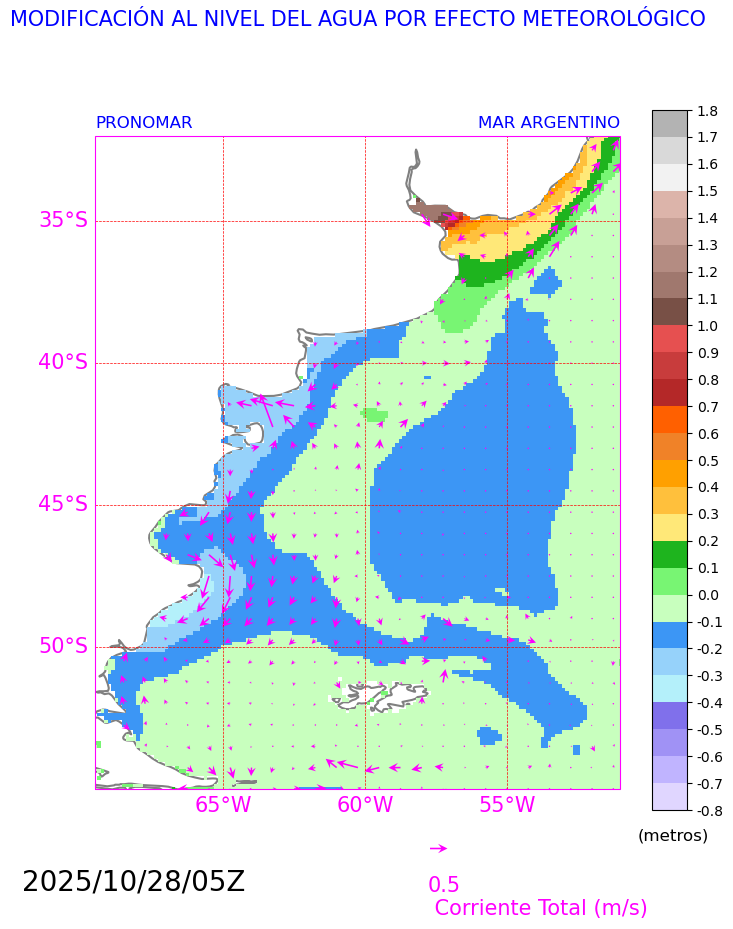 MODIFICACIÓN AL NIVEL DEL AGUA POR EFECTO METEOROLÓGICO
PRONOMAR MAR ARGENTINO
35°S
40°S
45°S
50°S
65°W 60°W 55°W
1.8
1.7
1.6
1.5
1.4
1.3
1.2
1.1
1.0
0.9
0.8
0.7
0.6
0.5
0.4
0.3
0.2
0.1
0.0
-0.1
-0.2
-0.3
-0.4
-0.5
-0.6
-0.7
-0.8
(metros)
2025/10/28/05Z
0.5
Corriente Total (m/s)